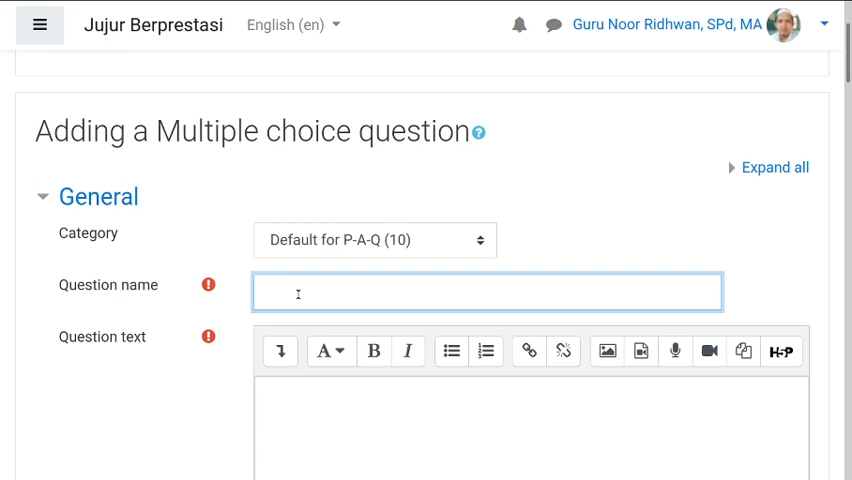 Jujur Berprestasi English (en) Guru Noor Ridhwan, SPd, MA
Adding a Multiple choice question
Expand all
General
Category Default for P-A-Q (10)
Question name
Question text
A B I H5P